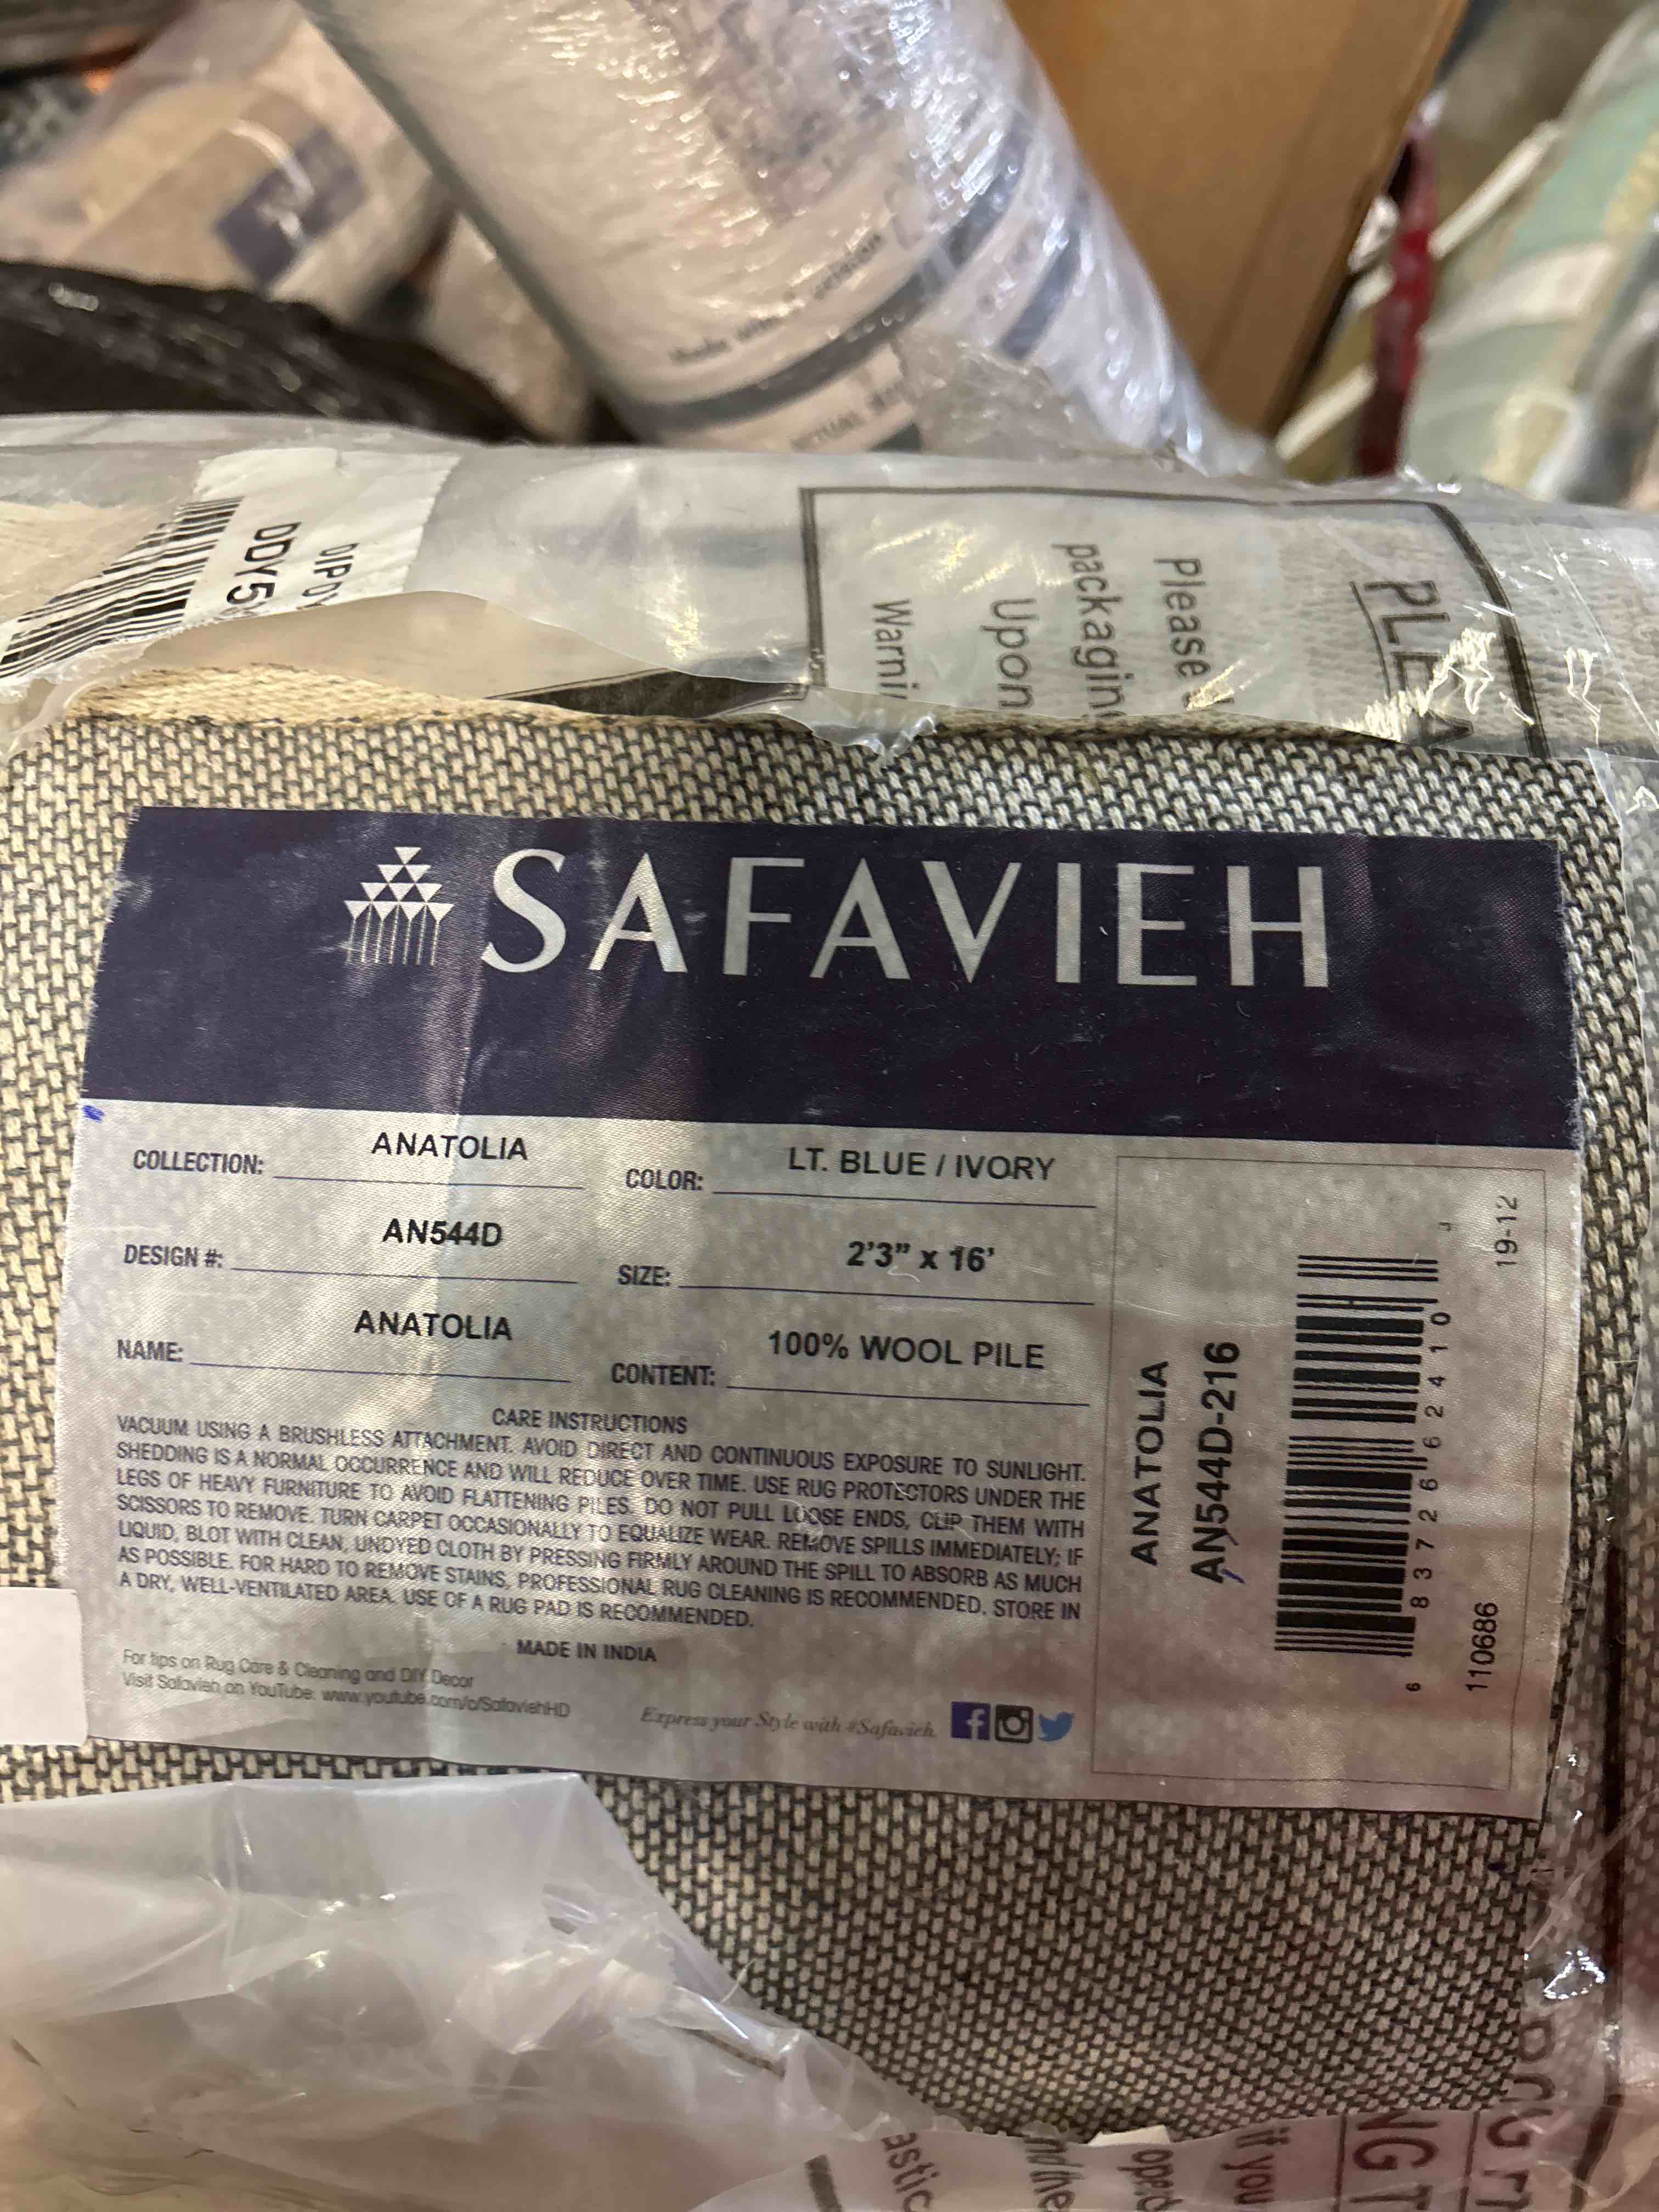 DIP
DDY5
PLEA
Please
packagin
Upon
Warni
SAFAVIEH
COLLECTION: ANATOLIA
COLOR: LT. BLUE / IVORY
DESIGN #: AN544D
SIZE: 2'3" x 16'
NAME: ANATOLIA
CONTENT: 100% WOOL PILE
CARE INSTRUCTIONS
VACUUM USING A BRUSHLESS ATTACHMENT. AVOID DIRECT AND CONTINUOUS EXPOSURE TO SUNLIGHT.
SHEDDING IS A NORMAL OCCURRENCE AND WILL REDUCE OVER TIME. USE RUG PROTECTORS UNDER THE
LEGS OF HEAVY FURNITURE TO AVOID FLATTENING PILES. DO NOT PULL LOOSE ENDS, CLIP THEM WITH
SCISSORS TO REMOVE. TURN CARPET OCCASIONALLY TO EQUALIZE WEAR. REMOVE SPILLS IMMEDIATELY; IF
LIQUID, BLOT WITH CLEAN, UNDYED CLOTH BY PRESSING FIRMLY AROUND THE SPILL TO ABSORB AS MUCH
AS POSSIBLE. FOR HARD TO REMOVE STAINS, PROFESSIONAL RUG CLEANING IS RECOMMENDED. STORE IN
A DRY, WELL-VENTILATED AREA. USE OF A RUG PAD IS RECOMMENDED.
MADE IN INDIA
For tips on Rug Care & Cleaning and DIY Decor
Visit Safavieh on YouTube: www.youtube.com/c/SafaviehHD
Express your Style with #Safavieh.
ANATOLIA
AN544D-216
6 83726 62410 3
110686 19-12
if you
open
astic